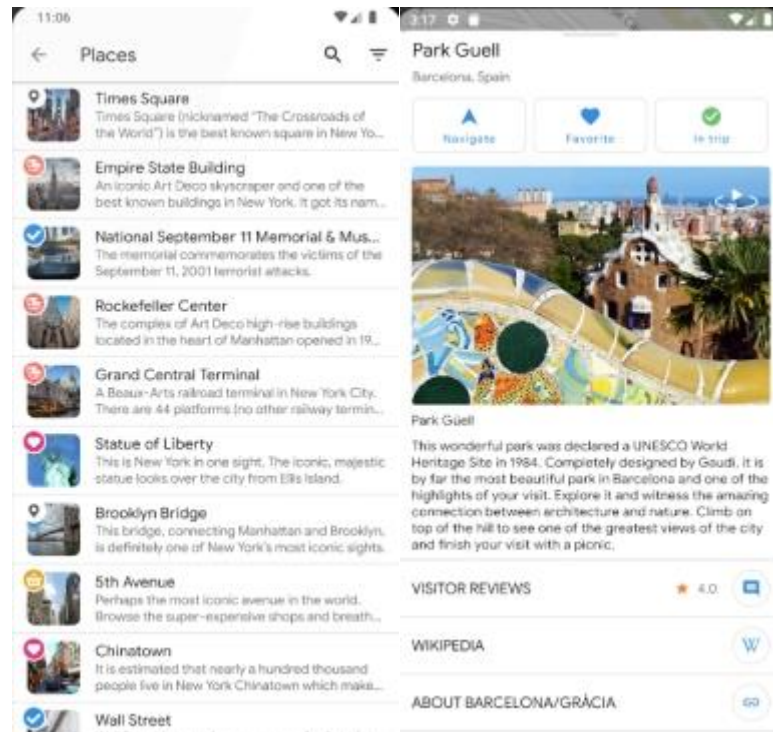 11:06
Places
Times Square
Times Square (nicknamed "The Crossroads of
the World") is the best known square in New Yo...
Empire State Building
An iconic Art Deco skyscraper and one of the
best known buildings in New York. It got its nam...
National September 11 Memorial & Mus...
The memorial commemorates the victims of the
September 11, 2001 terrorist attacks.
Rockefeller Center
The complex of Art Deco high-rise buildings
located in the heart of Manhattan opened in 19...
Grand Central Terminal
A Beaux-Arts railroad terminal in New York City.
There are 44 platforms (no other railway termin...
Statue of Liberty
This is New York in one sight. The iconic, majestic
statue looks over the city from Ellis Island.
Brooklyn Bridge
This bridge, connecting Manhattan and Brooklyn,
is definitely one of New York's most iconic sights.
5th Avenue
Perhaps the most iconic avenue in the world.
Browse the super-expensive shops and breath...
Chinatown
It is estimated that nearly a hundred thousand
people live in New York Chinatown which make...
Wall Street
3:17
Park Guell
Barcelona, Spain
Navigate
Favorite
In trip
Park Güell
This wonderful park was declared a UNESCO World
Heritage Site in 1984. Completely designed by Gaudí, it is
by far the most beautiful park in Barcelona and one of the
highlights of your visit. Explore it and witness the amazing
connection between architecture and nature. Climb on
top of the hill to see one of the greatest views of the city
and finish your visit with a picnic.
VISITOR REVIEWS
4.0
WIKIPEDIA
W
ABOUT BARCELONA/GRÀCIA